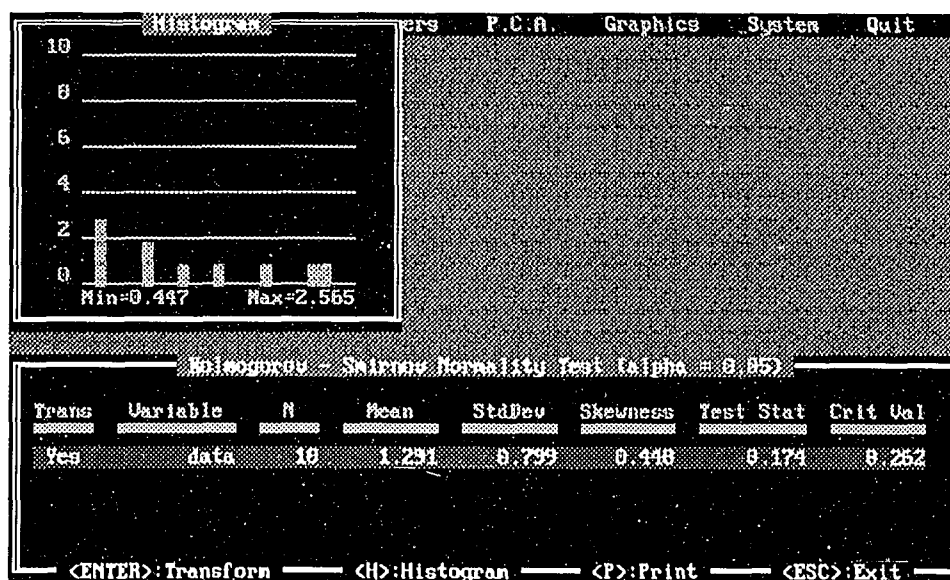 Histogram
ers P.C.A. Graphics System Quit
10
8
6
4
2
0
Min=0.447 Max=2.565
Kolmogorov - Smirnov Normality Test (alpha = 0.05)
Trans Variable N Mean StdDev Skewness Test Stat Crit Val
Yes data 10 1.291 0.799 0.448 0.174 0.262
<ENTER>:Transform <H>:Histogram <P>:Print <ESC>:Exit